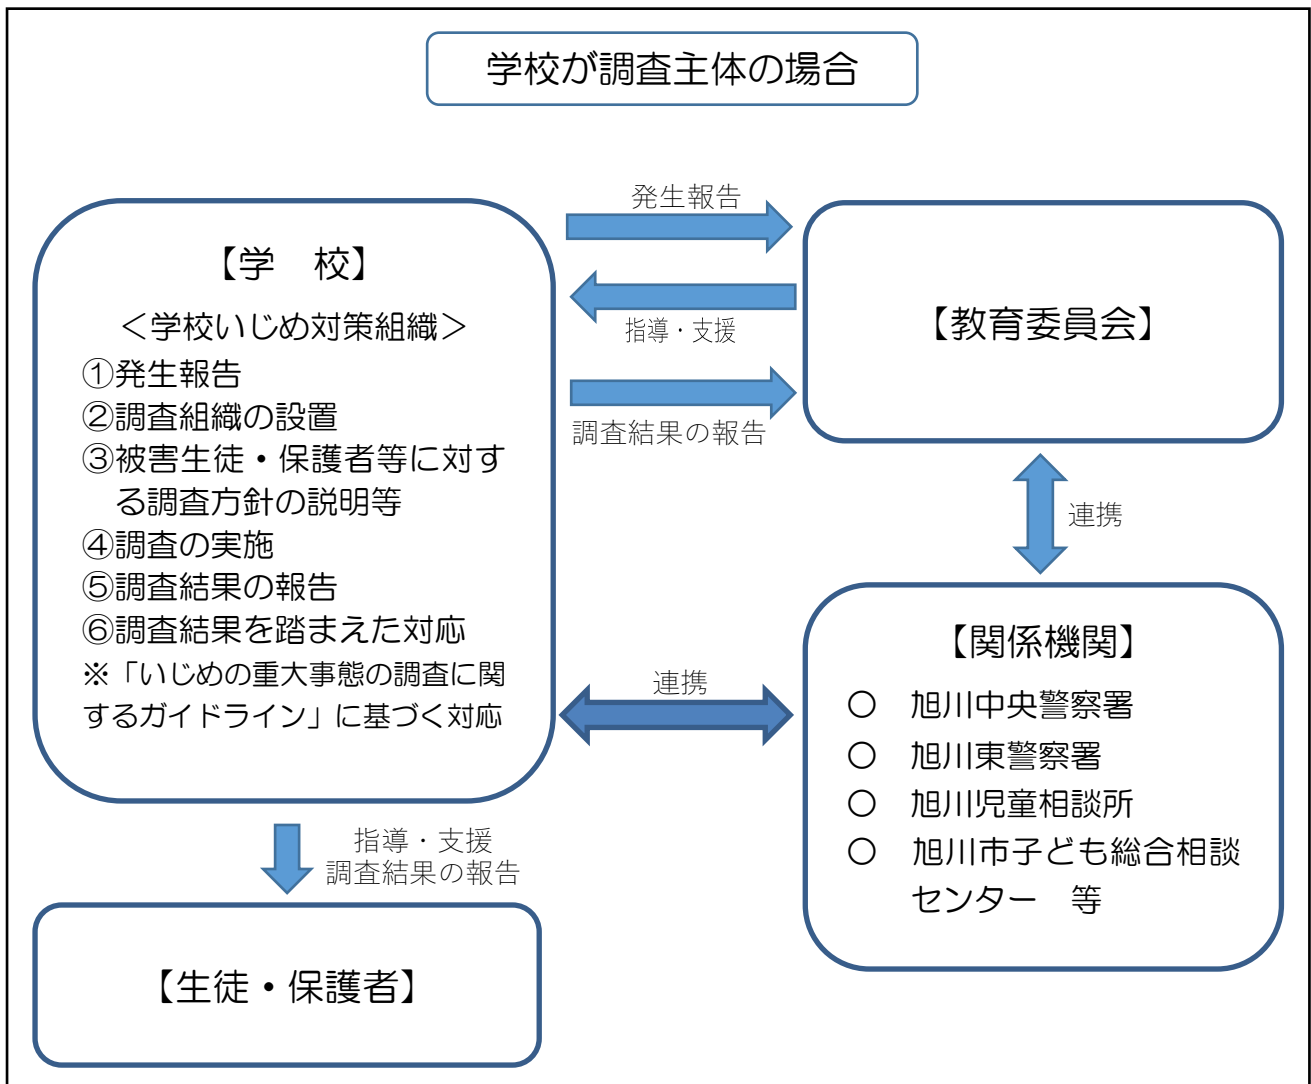 学校が調査主体の場合
【学　校】
＜学校いじめ対策組織＞
①発生報告
②調査組織の設置
③被害生徒・保護者等に対す
る調査方針の説明等
④調査の実施
⑤調査結果の報告
⑥調査結果を踏まえた対応
※「いじめの重大事態の調査に関
するガイドライン」に基づく対応
発生報告
指導・支援
調査結果の報告
【教育委員会】
連携
連携
【関係機関】
○　旭川中央警察署
○　旭川東警察署
○　旭川児童相談所
○　旭川市子ども総合相談
センター　等
指導・支援
調査結果の報告
【生徒・保護者】